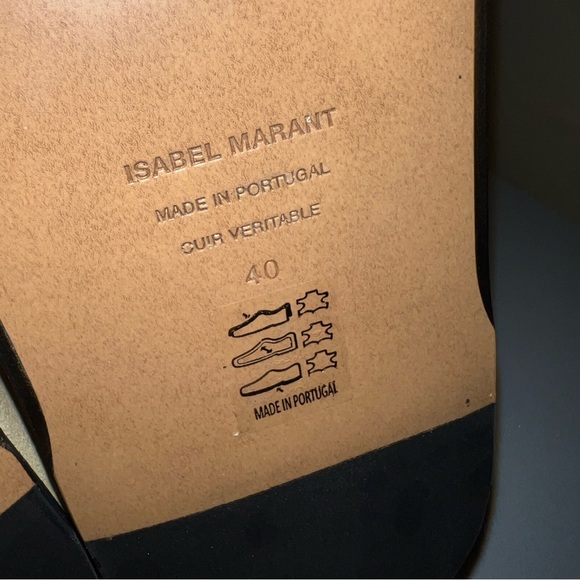 ISABEL MARANT
MADE IN PORTUGAL
CUIR VERITABLE
40
MADE IN PORTUGAL